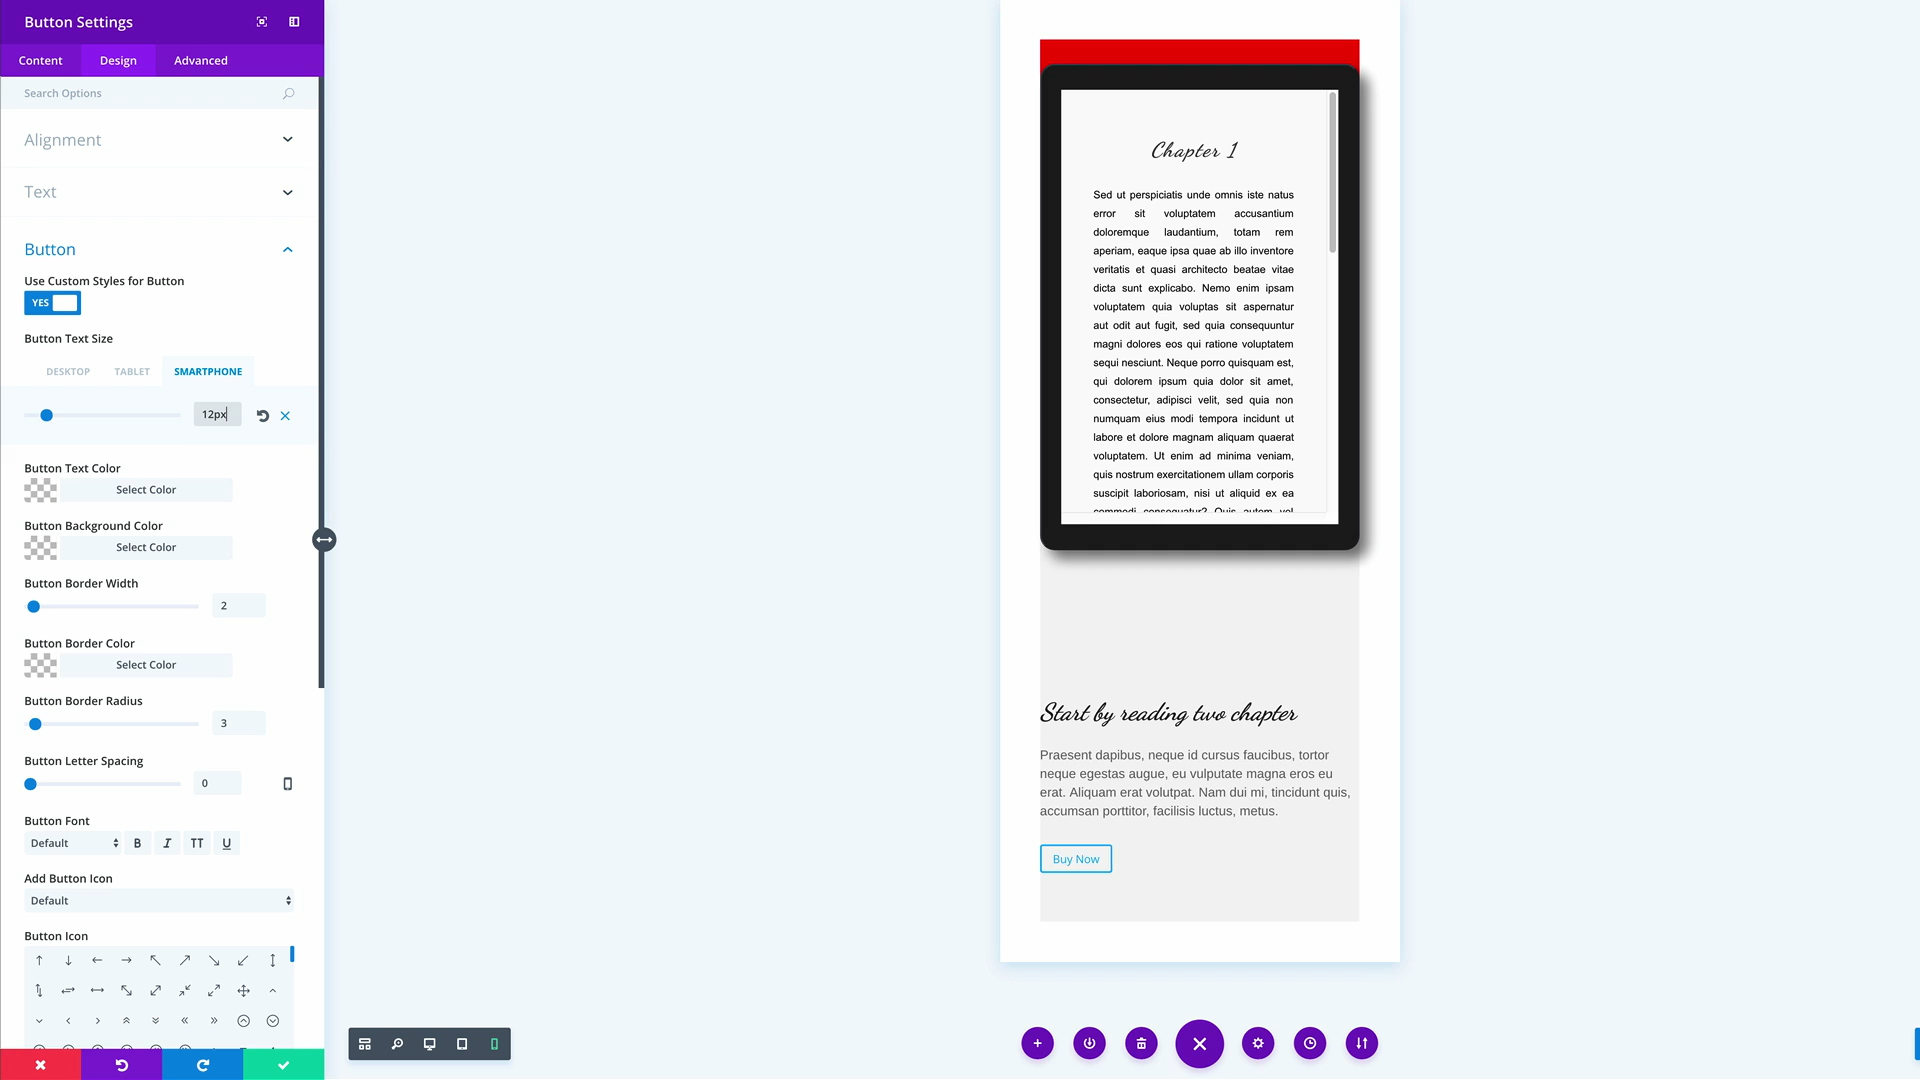 Button Settings
Content
Design
Advanced
Search Options
Alignment
Text
Button
Use Custom Styles for Button
YES
Button Text Size
DESKTOP
TABLET
SMARTPHONE
12px
Button Text Color
Select Color
Button Background Color
Select Color
Button Border Width
2
Button Border Color
Select Color
Button Border Radius
3
Button Letter Spacing
0
Button Font
Default
B
I
TT
U
Add Button Icon
Default
Button Icon
Chapter 1
Sed ut perspiciatis unde omnis iste natus
error sit voluptatem accusantium
doloremque laudantium, totam rem
aperiam, eaque ipsa quae ab illo inventore
veritatis et quasi architecto beatae vitae
dicta sunt explicabo. Nemo enim ipsam
voluptatem quia voluptas sit aspernatur
aut odit aut fugit, sed quia consequuntur
magni dolores eos qui ratione voluptatem
sequi nesciunt. Neque porro quisquam est,
qui dolorem ipsum quia dolor sit amet,
consectetur, adipisci velit, sed quia non
numquam eius modi tempora incidunt ut
labore et dolore magnam aliquam quaerat
voluptatem. Ut enim ad minima veniam,
quis nostrum exercitationem ullam corporis
suscipit laboriosam, nisi ut aliquid ex ea
commodi consequatur? Quis autem vel
Start by reading two chapter
Praesent dapibus, neque id cursus faucibus, tortor
neque egestas augue, eu vulputate magna eros eu
erat. Aliquam erat volutpat. Nam dui mi, tincidunt quis,
accumsan porttitor, facilisis luctus, metus.
Buy Now